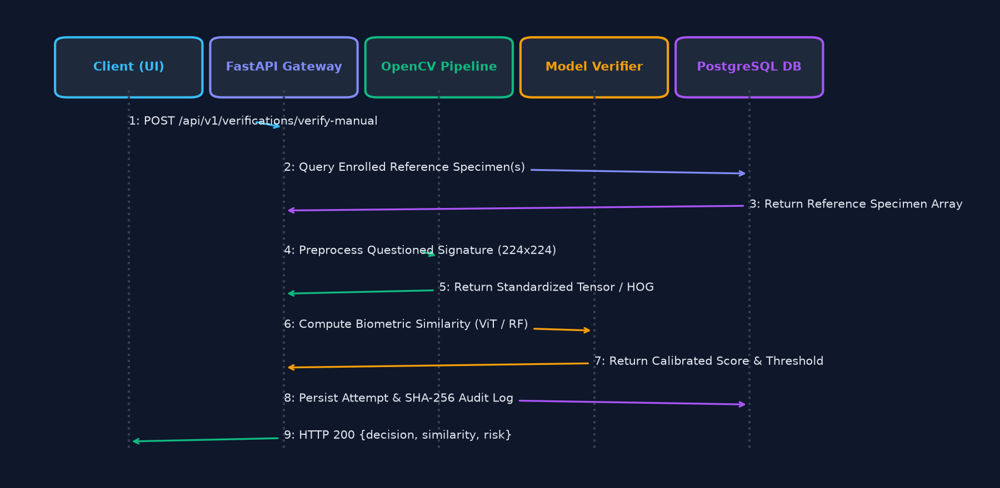 Client (UI)
FastAPI Gateway
OpenCV Pipeline
Model Verifier
PostgreSQL DB
1: POST /api/v1/verifications/verify-manual
2: Query Enrolled Reference Specimen(s)
3: Return Reference Specimen Array
4: Preprocess Questioned Signature (224x224)
5: Return Standardized Tensor / HOG
6: Compute Biometric Similarity (ViT / RF)
7: Return Calibrated Score & Threshold
8: Persist Attempt & SHA-256 Audit Log
9: HTTP 200 {decision, similarity, risk}